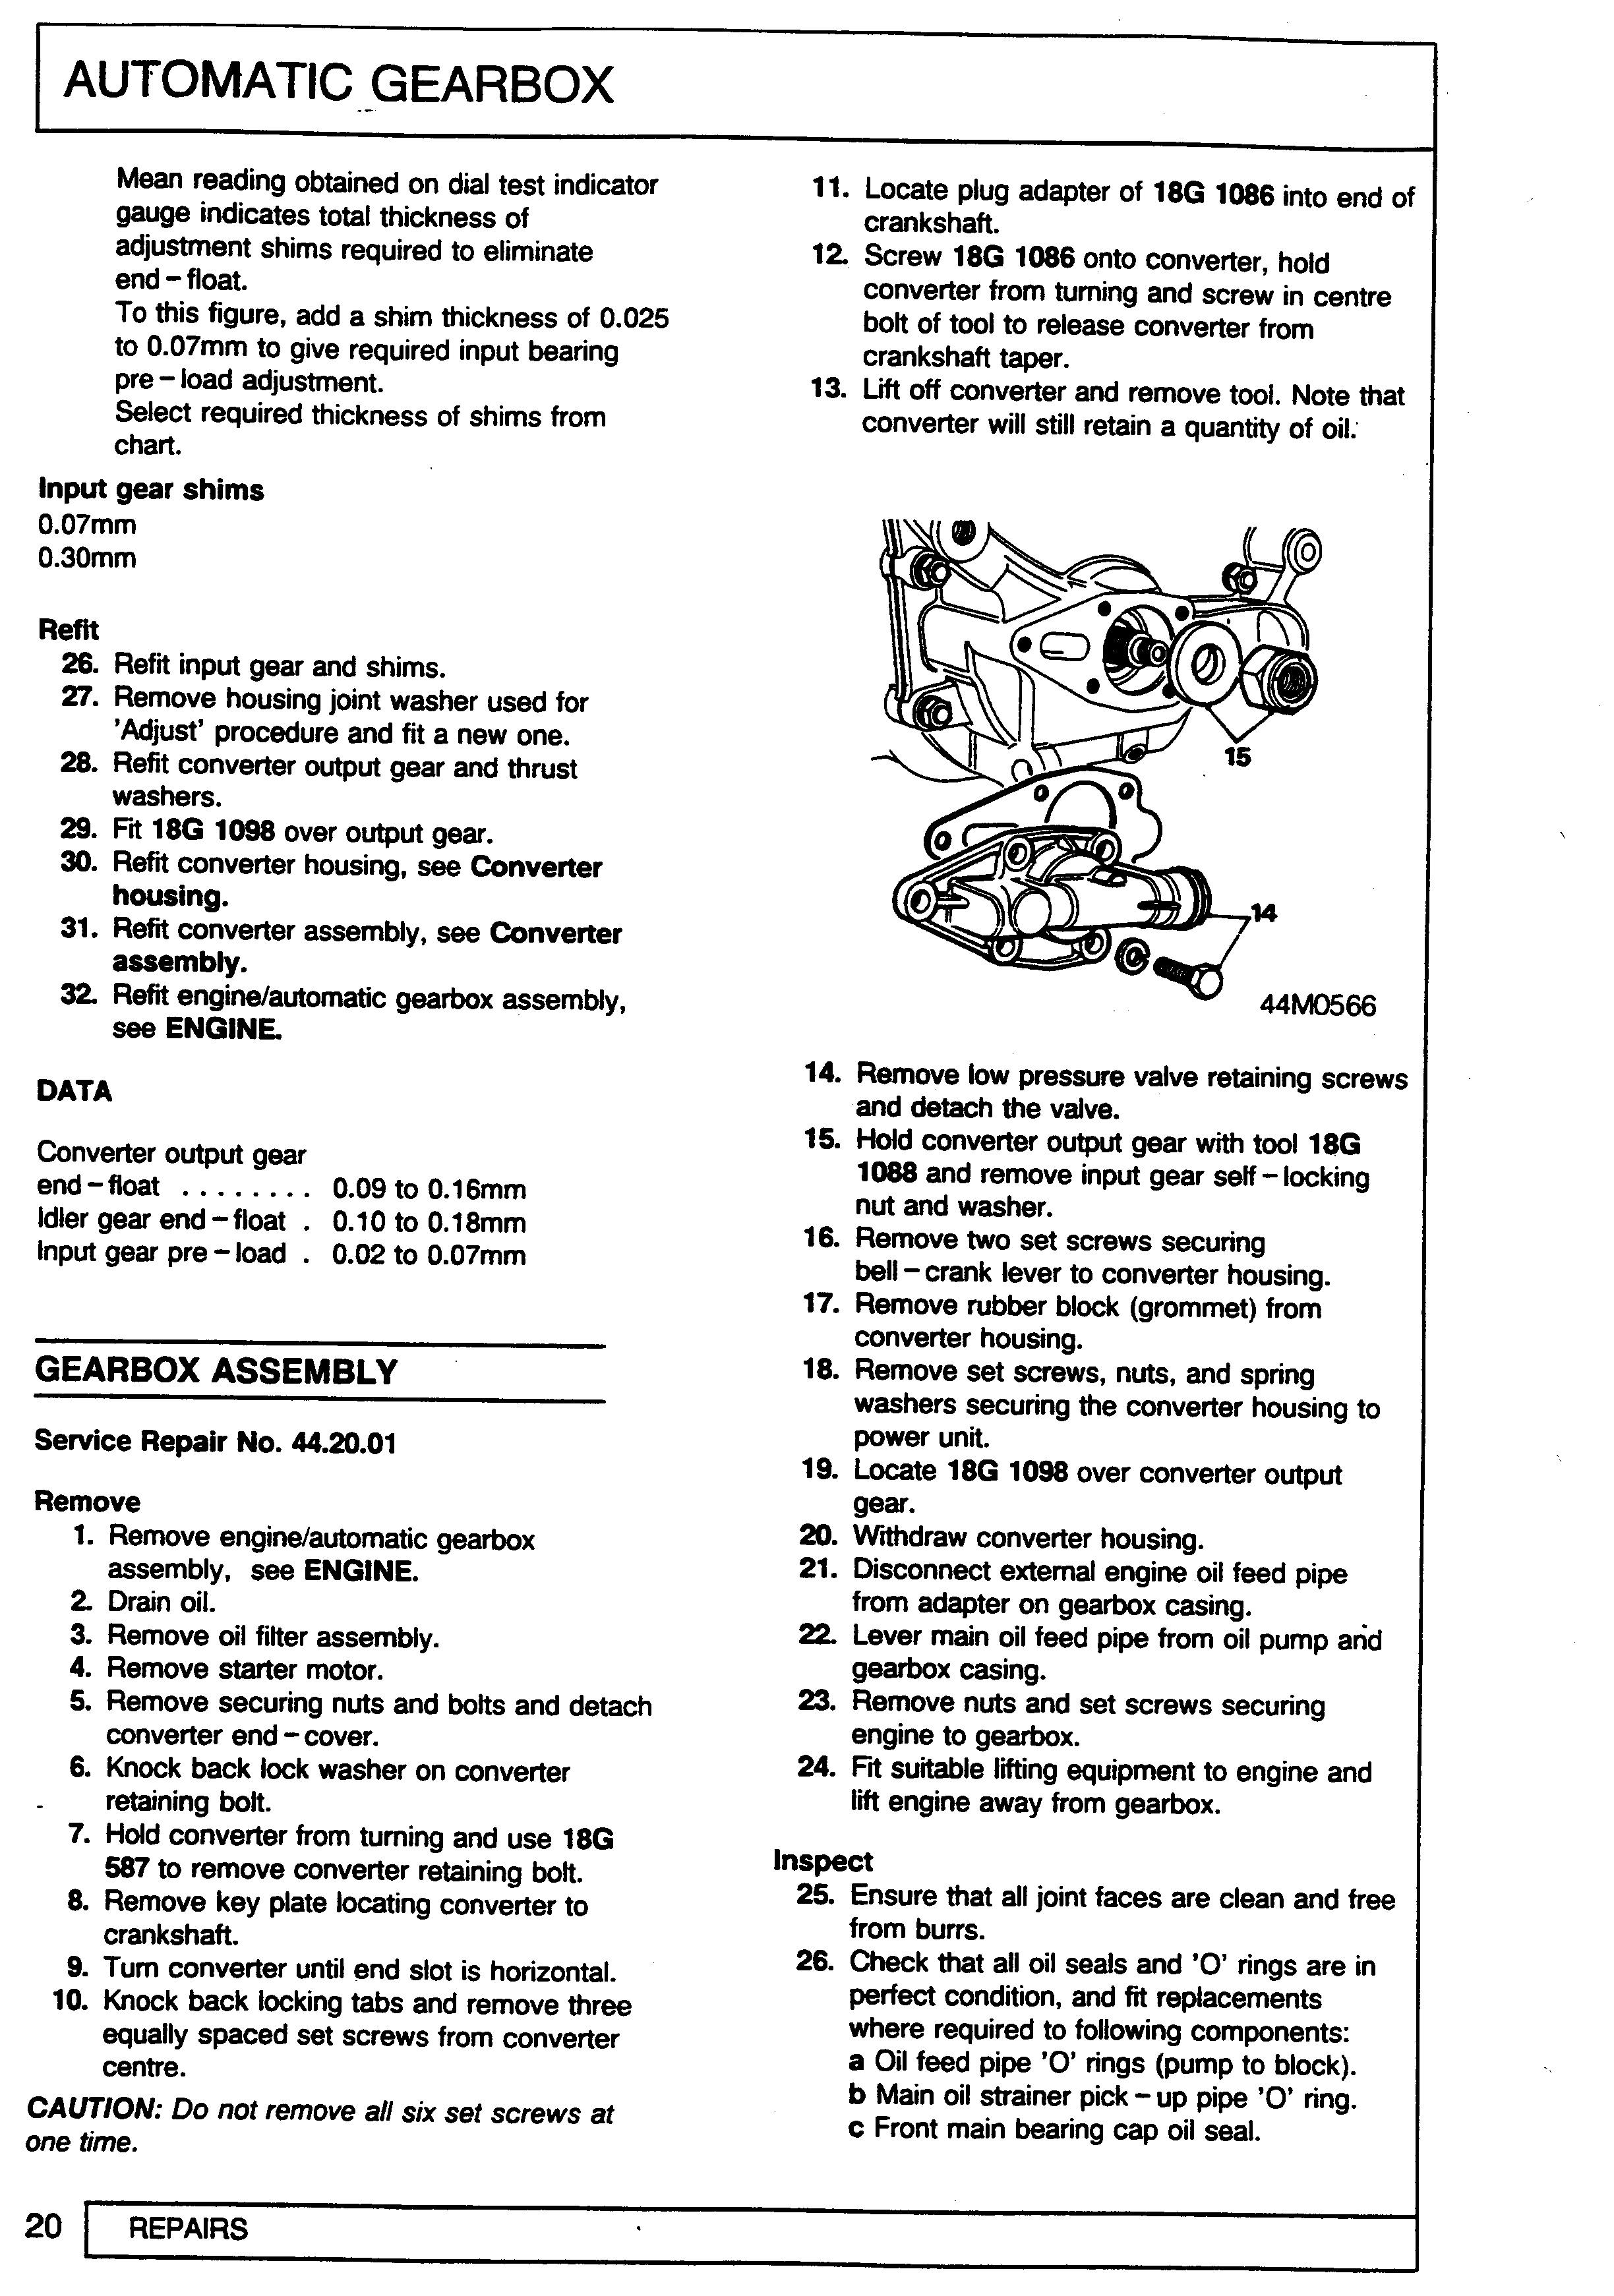 AUTOMATIC GEARBOX
Mean reading obtained on dial test indicator
gauge indicates total thickness of
adjustment shims required to eliminate
end – float.
To this figure, add a shim thickness of 0.025
to 0.07mm to give required input bearing
pre – load adjustment.
Select required thickness of shims from
chart.
Input gear shims
0.07mm
0.30mm
Refit
26. Refit input gear and shims.
27. Remove housing joint washer used for
'Adjust' procedure and fit a new one.
28. Refit converter output gear and thrust
washers.
29. Fit 18G 1098 over output gear.
30. Refit converter housing, see Converter
housing.
31. Refit converter assembly, see Converter
assembly.
32. Refit engine/automatic gearbox assembly,
see ENGINE.
DATA
Converter output gear
end – float ........ 0.09 to 0.16mm
Idler gear end – float . 0.10 to 0.18mm
Input gear pre – load . 0.02 to 0.07mm
GEARBOX ASSEMBLY
Service Repair No. 44.20.01
Remove
1. Remove engine/automatic gearbox
assembly, see ENGINE.
2. Drain oil.
3. Remove oil filter assembly.
4. Remove starter motor.
5. Remove securing nuts and bolts and detach
converter end – cover.
6. Knock back lock washer on converter
retaining bolt.
7. Hold converter from turning and use 18G
587 to remove converter retaining bolt.
8. Remove key plate locating converter to
crankshaft.
9. Turn converter until end slot is horizontal.
10. Knock back locking tabs and remove three
equally spaced set screws from converter
centre.
CAUTION: Do not remove all six set screws at
one time.
11. Locate plug adapter of 18G 1086 into end of
crankshaft.
12. Screw 18G 1086 onto converter, hold
converter from turning and screw in centre
bolt of tool to release converter from
crankshaft taper.
13. Lift off converter and remove tool. Note that
converter will still retain a quantity of oil.
15
14
44M0566
14. Remove low pressure valve retaining screws
and detach the valve.
15. Hold converter output gear with tool 18G
1088 and remove input gear self – locking
nut and washer.
16. Remove two set screws securing
bell – crank lever to converter housing.
17. Remove rubber block (grommet) from
converter housing.
18. Remove set screws, nuts, and spring
washers securing the converter housing to
power unit.
19. Locate 18G 1098 over converter output
gear.
20. Withdraw converter housing.
21. Disconnect external engine oil feed pipe
from adapter on gearbox casing.
22. Lever main oil feed pipe from oil pump and
gearbox casing.
23. Remove nuts and set screws securing
engine to gearbox.
24. Fit suitable lifting equipment to engine and
lift engine away from gearbox.
Inspect
25. Ensure that all joint faces are clean and free
from burrs.
26. Check that all oil seals and 'O' rings are in
perfect condition, and fit replacements
where required to following components:
a Oil feed pipe 'O' rings (pump to block).
b Main oil strainer pick – up pipe 'O' ring.
c Front main bearing cap oil seal.
20 REPAIRS